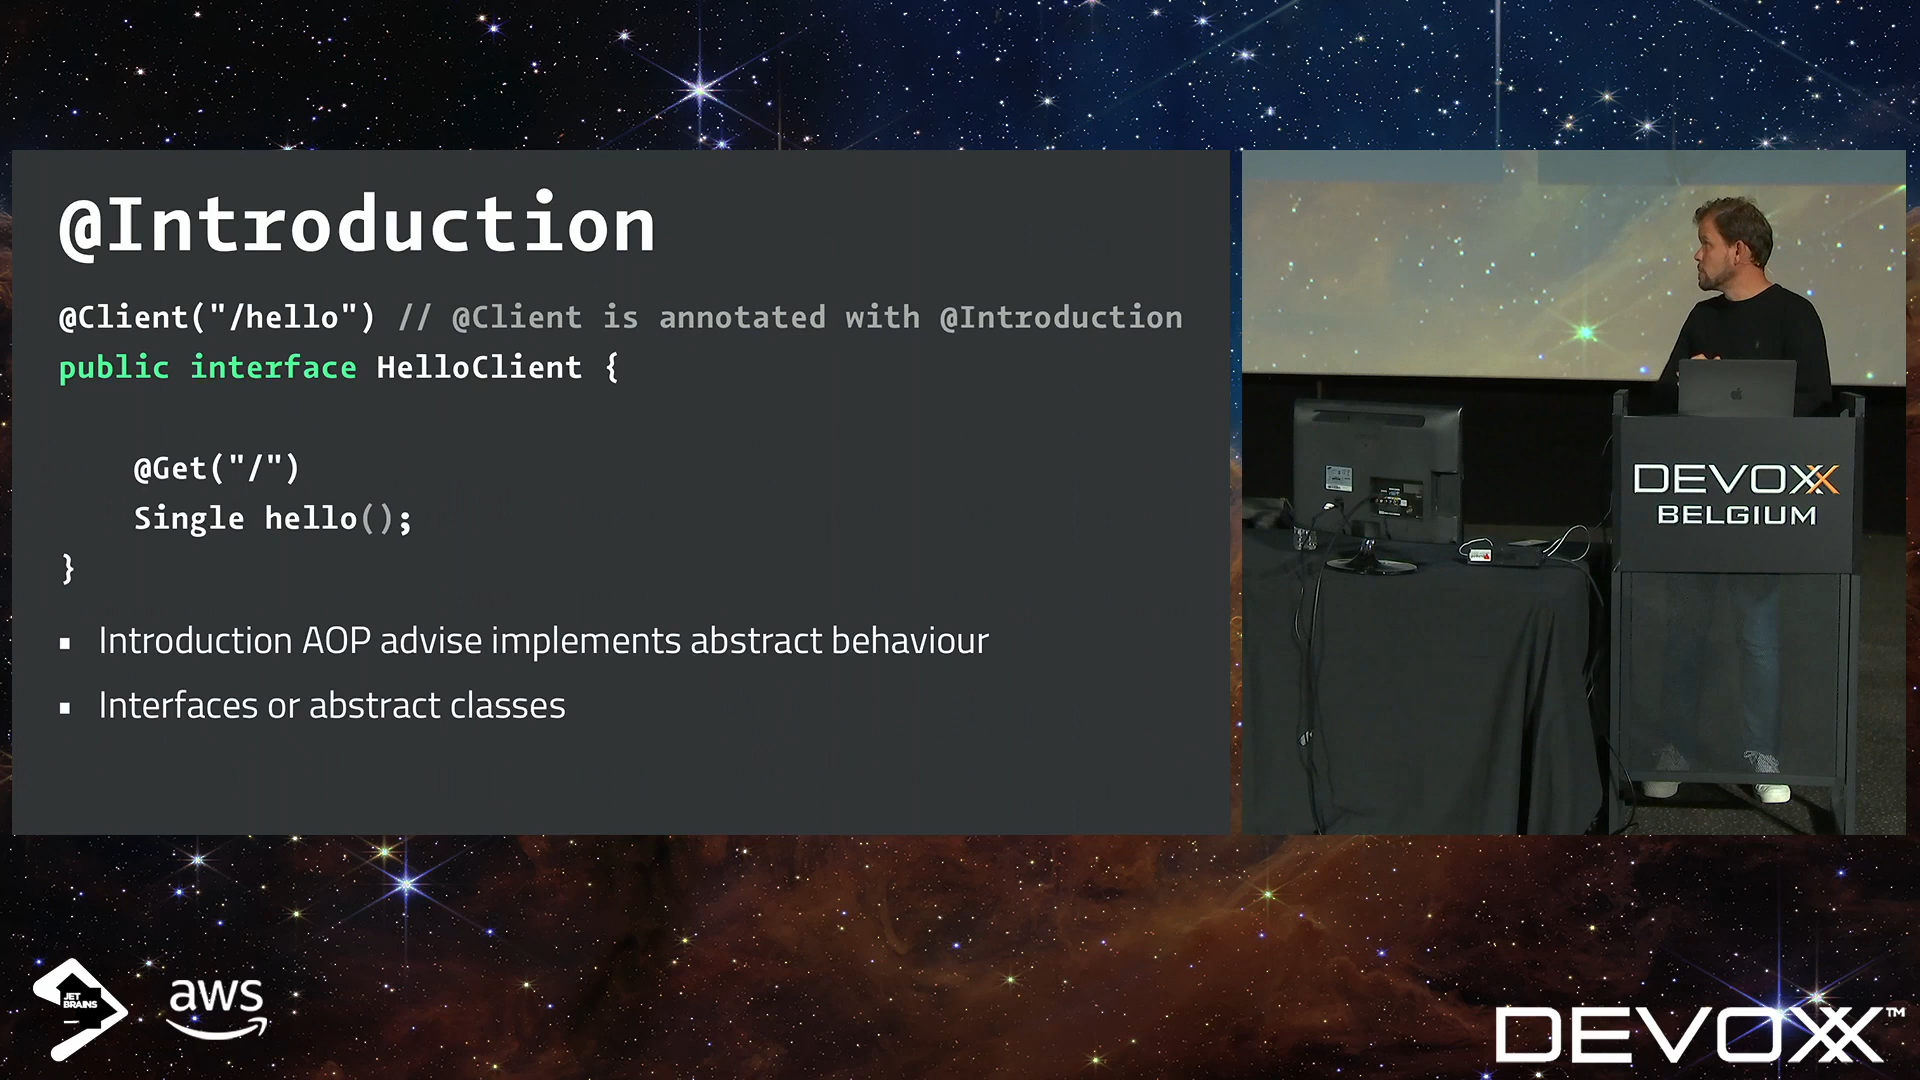 @Introduction
@Client("/hello") // @Client is annotated with @Introduction
public interface HelloClient {
@Get("/")
Single hello();
}
▪ Introduction AOP advise implements abstract behaviour
▪ Interfaces or abstract classes
DEVOXX
BELGIUM
JET
BRAINS
aws
DEVOXX™